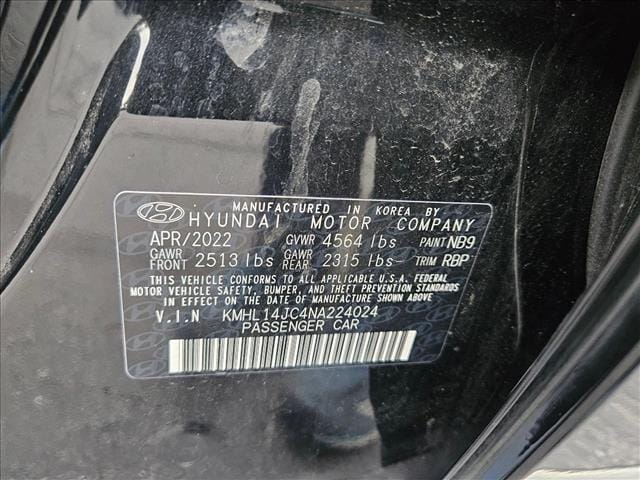 MANUFACTURED IN KOREA BY
HYUNDAI MOTOR COMPANY
APR/2022 GVWR 4564 lbs PAINT NB9
GAWR FRONT 2513 lbs GAWR REAR 2315 lbs TRIM RBP
THIS VEHICLE CONFORMS TO ALL APPLICABLE U.S.A. FEDERAL
MOTOR VEHICLE SAFETY, BUMPER, AND THEFT PREVENTION STANDARDS
IN EFFECT ON THE DATE OF MANUFACTURE SHOWN ABOVE
V.I.N KMHL14JC4NA224024
PASSENGER CAR